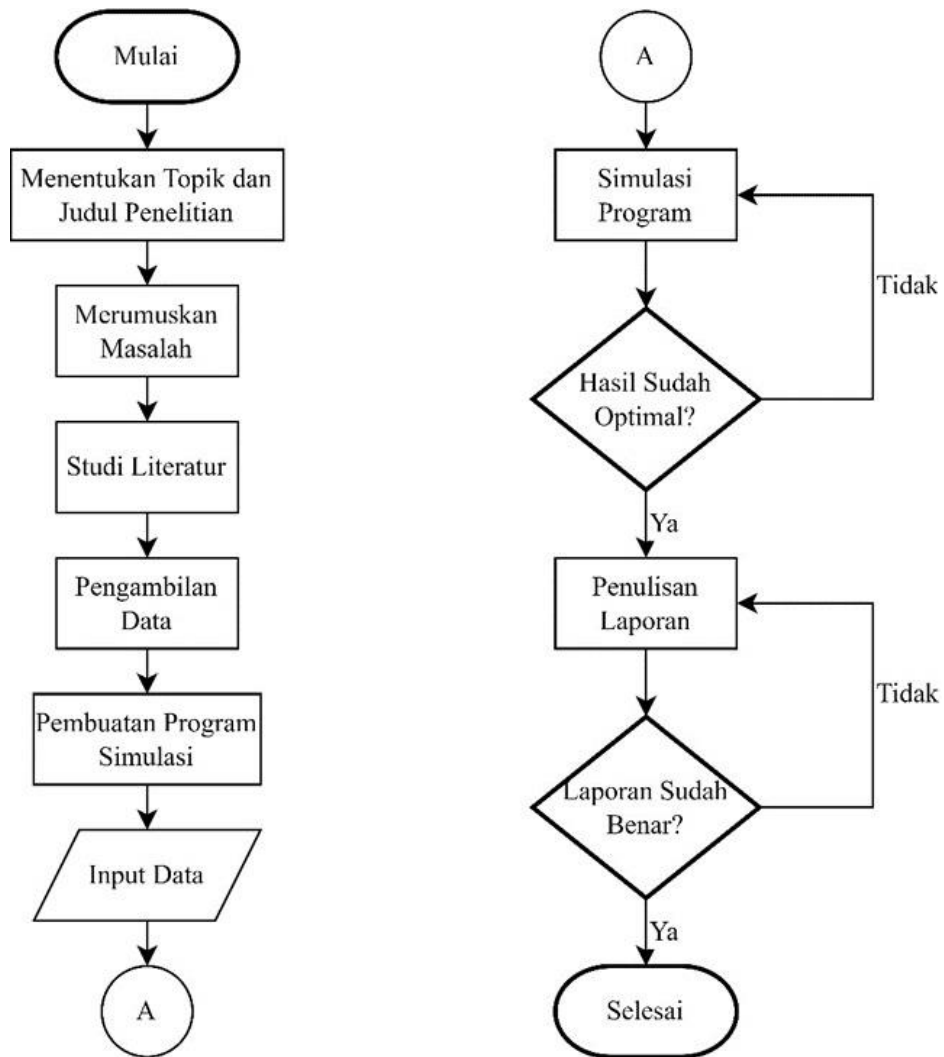 Mulai
Menentukan Topik dan
Judul Penelitian
Merumuskan
Masalah
Studi Literatur
Pengambilan
Data
Pembuatan Program
Simulasi
Input Data
A
A
Simulasi
Program
Tidak
Hasil Sudah
Optimal?
Ya
Penulisan
Laporan
Tidak
Laporan Sudah
Benar?
Ya
Selesai